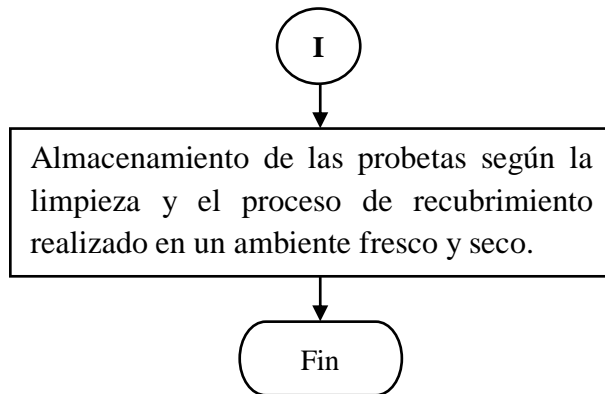 I
Almacenamiento de las probetas según la
limpieza y el proceso de recubrimiento
realizado en un ambiente fresco y seco.
Fin